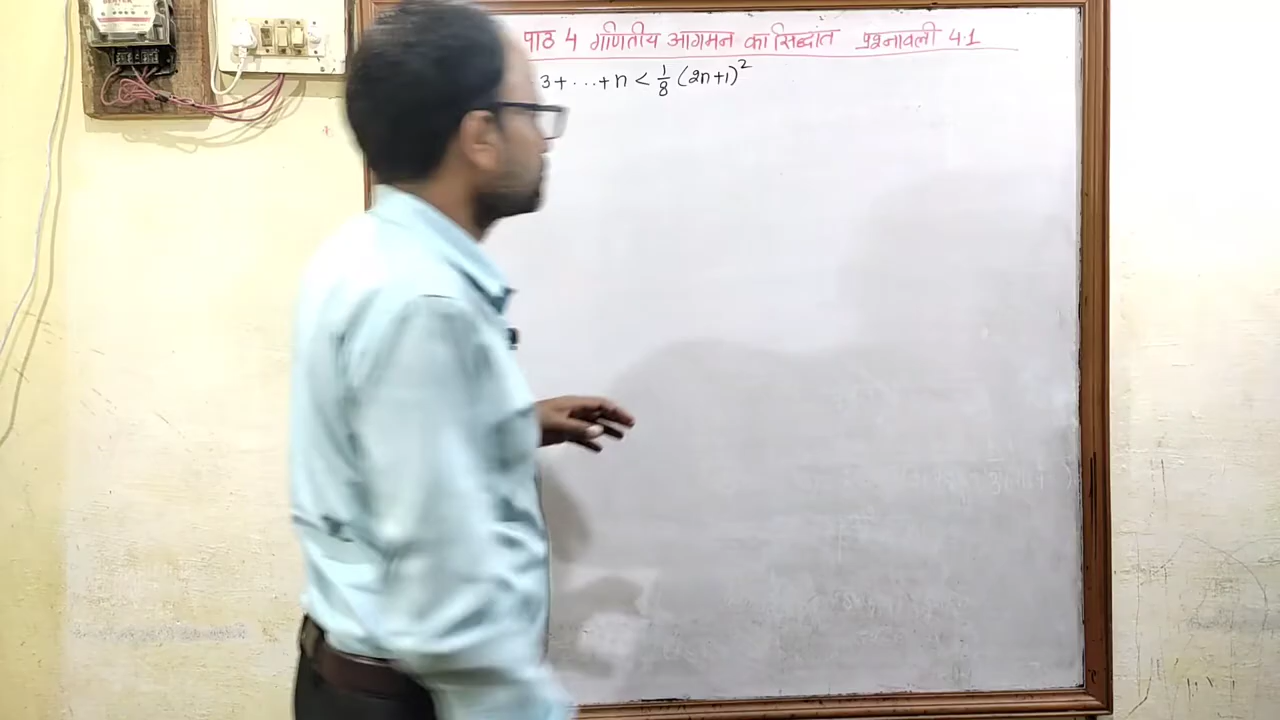 पाठ 4 गणितीय आगमन का सिद्धांत प्रश्नावली 4.1
3+...+n < 1/8 (2n+1)²